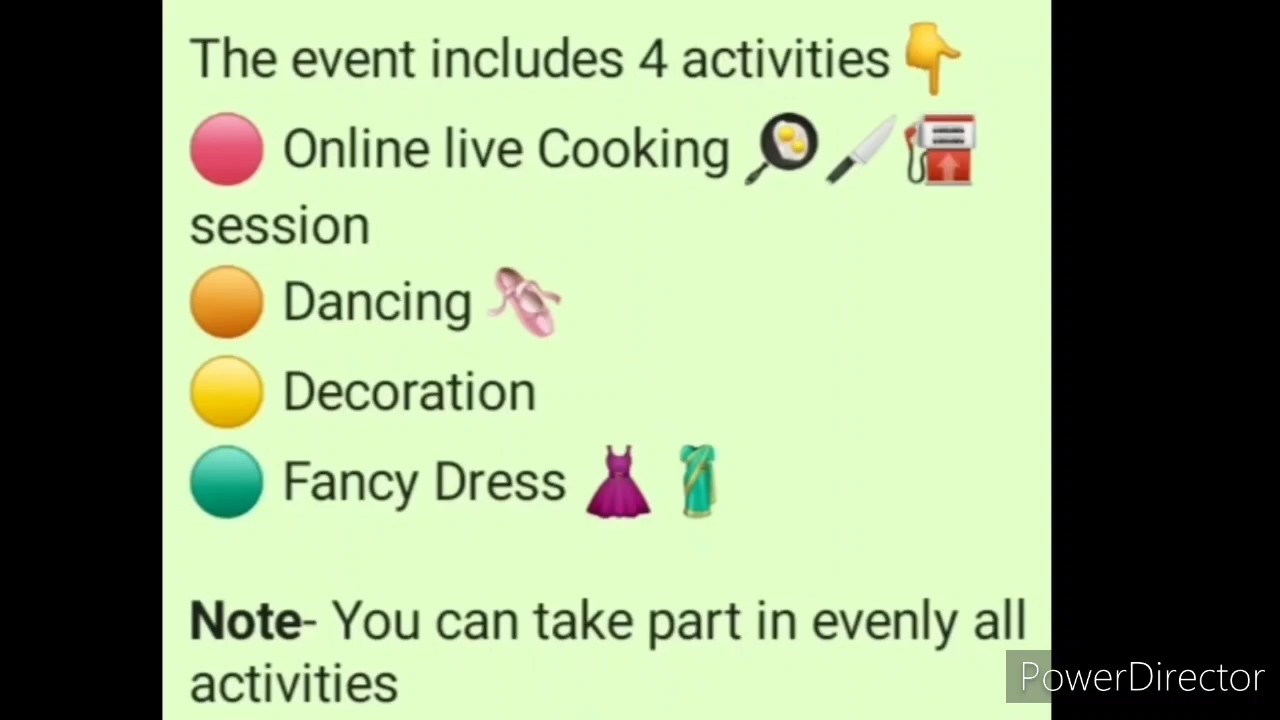 The event includes 4 activities👇
🔴 Online live Cooking 🍳🔪⛽
session
🟠 Dancing 🩰
🟡 Decoration
🟢 Fancy Dress 👗 🥻
Note- You can take part in evenly all
activities
PowerDirector